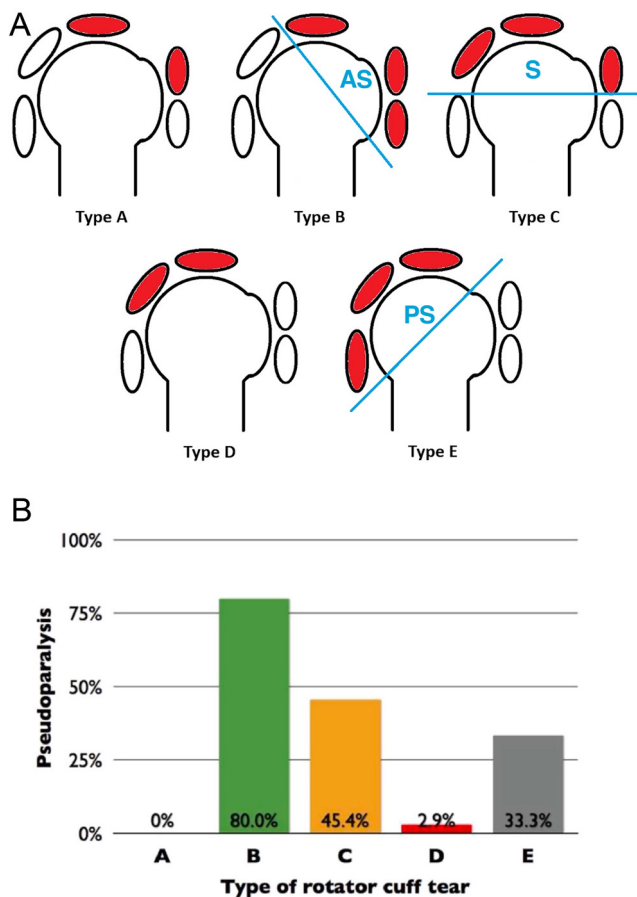 A
AS
S
Type A
Type B
Type C
PS
Type D
Type E
B
100%
75%
50%
25%
0%
Pseudoparalysis
0%
80.0%
45.4%
2.9%
33.3%
A
B
C
D
E
Type of rotator cuff tear